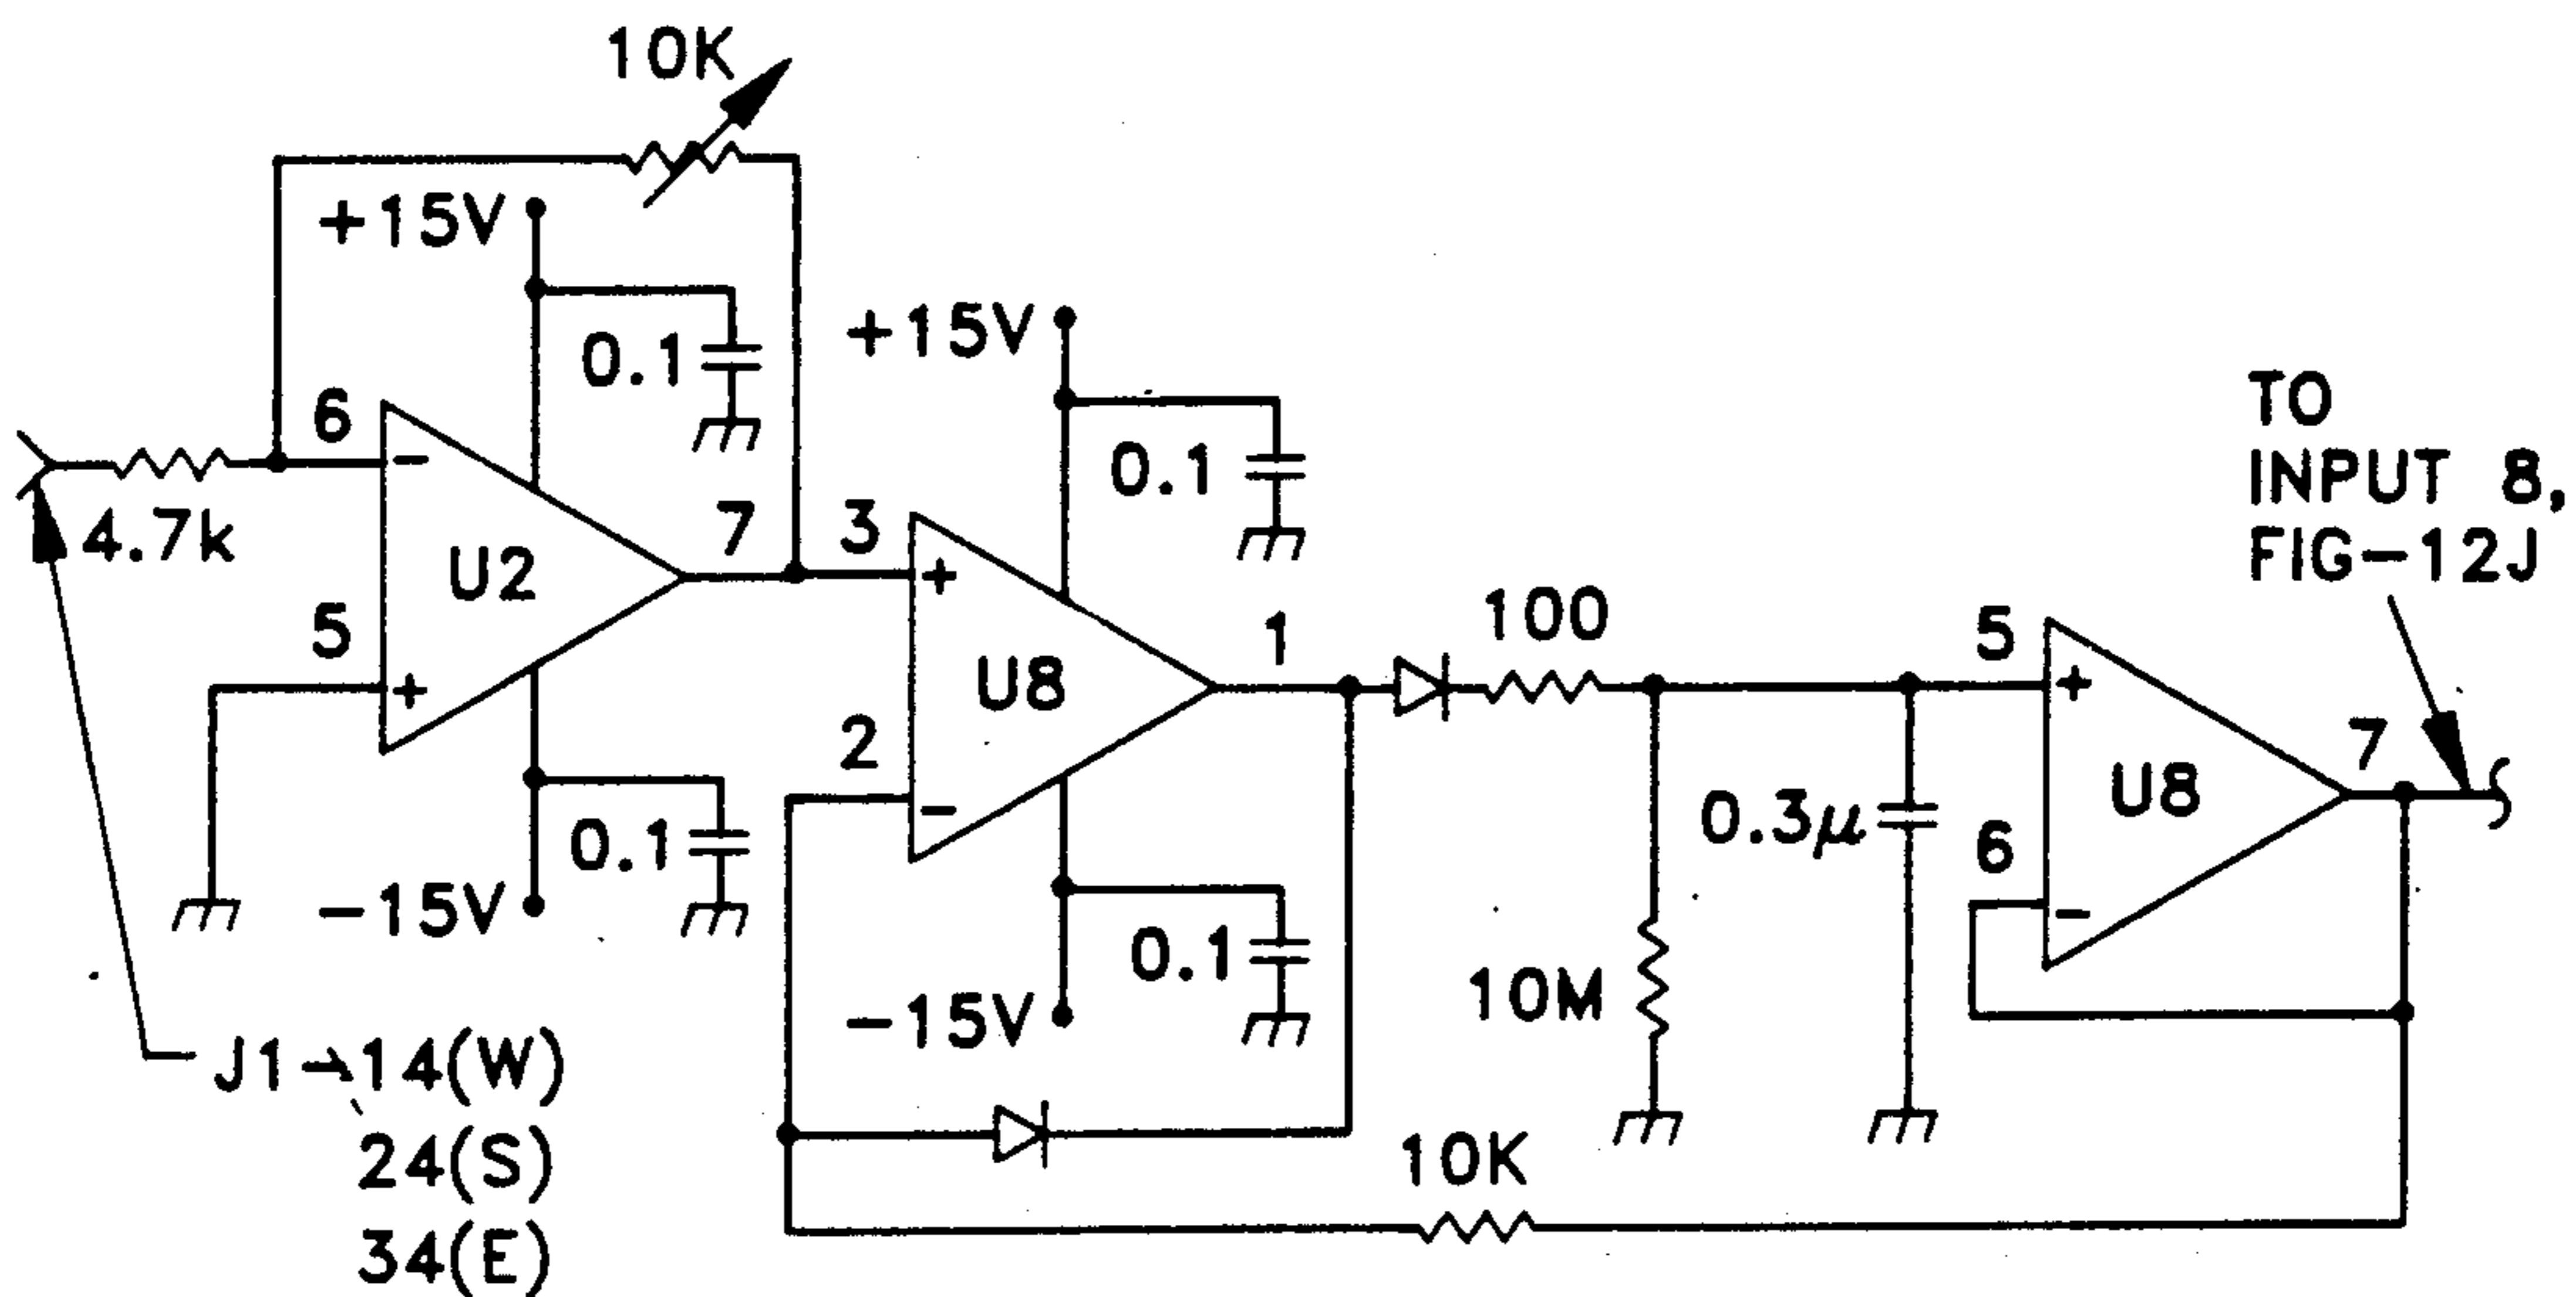 10K
+15V
0.1
+15V
0.1
TO
INPUT 8,
FIG-12J
6
-
4.7k
U2
7
3
+
5
+
100
1
U8
2
-
5
+
7
U8
0.3μ
6
-
0.1
-15V
0.1
-15V
10M
J1-14(W)
24(S)
34(E)
10K